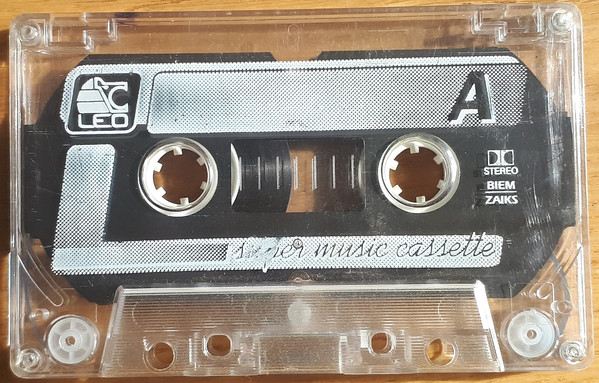 LEO
A
STEREO
BIEM
ZAIKS
super music cassette